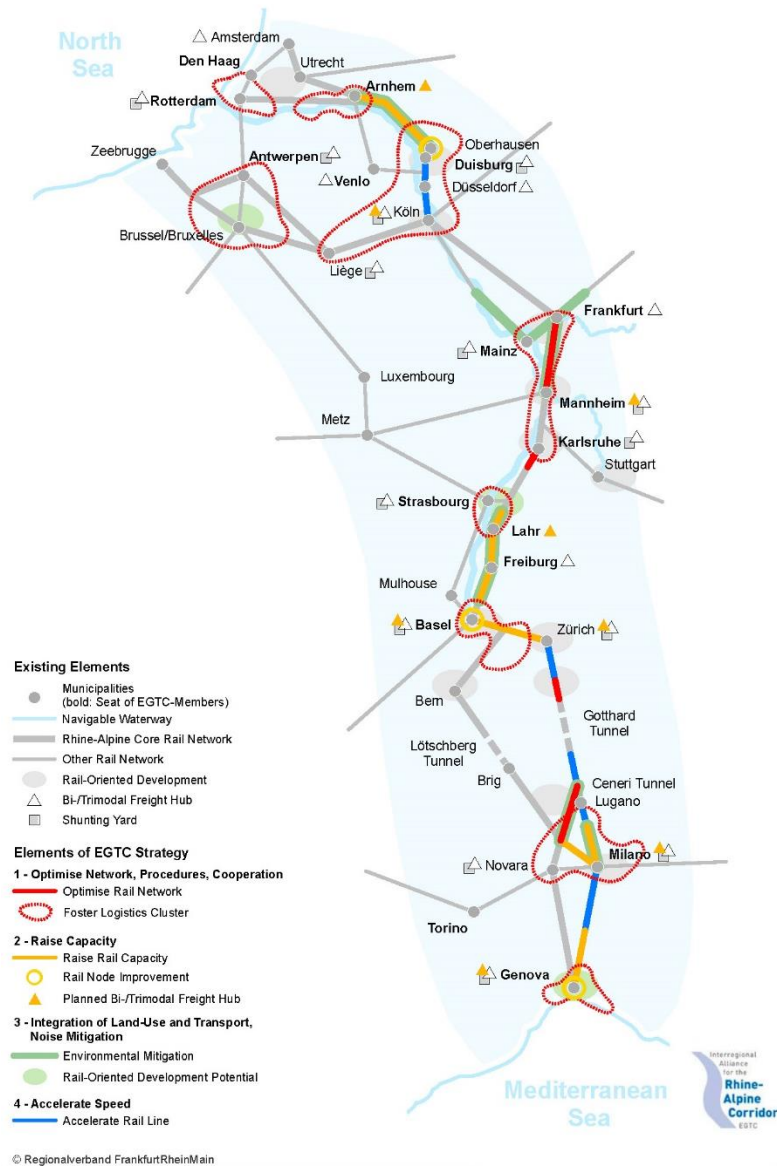 North
Sea
Amsterdam
Den Haag
Utrecht
Arnhem
Rotterdam
Zeebrugge
Antwerpen
Oberhausen
Duisburg
Venlo
Düsseldorf
Köln
Brussel/Bruxelles
Liège
Frankfurt
Mainz
Luxembourg
Mannheim
Metz
Karlsruhe
Stuttgart
Strasbourg
Lahr
Freiburg
Mulhouse
Basel
Zürich
Bern
Gotthard
Tunnel
Lötschberg
Tunnel
Brig
Ceneri Tunnel
Lugano
Milano
Novara
Torino
Genova
Mediterranean
Sea
Existing Elements
Municipalities
(bold: Seat of EGTC-Members)
Navigable Waterway
Rhine-Alpine Core Rail Network
Other Rail Network
Rail-Oriented Development
Bi-/Trimodal Freight Hub
Shunting Yard
Elements of EGTC Strategy
1 - Optimise Network, Procedures, Cooperation
Optimise Rail Network
Foster Logistics Cluster
2 - Raise Capacity
Raise Rail Capacity
Rail Node Improvement
Planned Bi-/Trimodal Freight Hub
3 - Integration of Land-Use and Transport,
Noise Mitigation
Environmental Mitigation
Rail-Oriented Development Potential
4 - Accelerate Speed
Accelerate Rail Line
Interregional
Alliance
for the
Rhine-
Alpine
Corridor
EGTC
© Regionalverband FrankfurtRheinMain